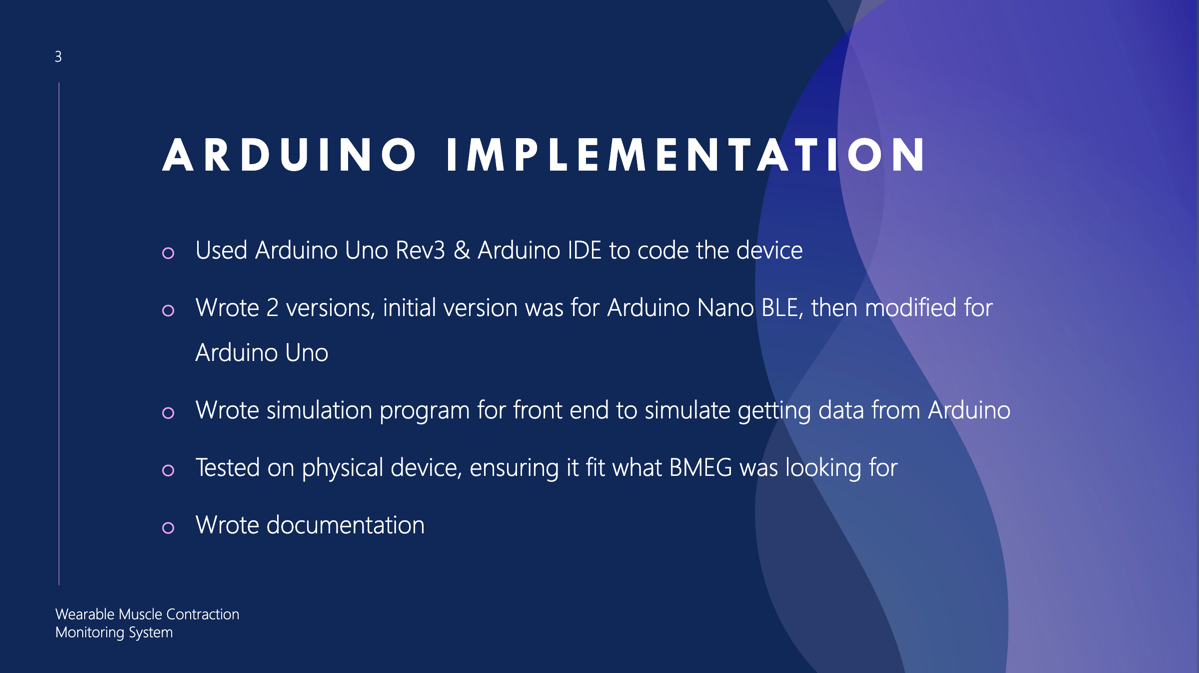 3
ARDUINO IMPLEMENTATION
o Used Arduino Uno Rev3 & Arduino IDE to code the device
o Wrote 2 versions, initial version was for Arduino Nano BLE, then modified for
Arduino Uno
o Wrote simulation program for front end to simulate getting data from Arduino
o Tested on physical device, ensuring it fit what BMEG was looking for
o Wrote documentation
Wearable Muscle Contraction
Monitoring System